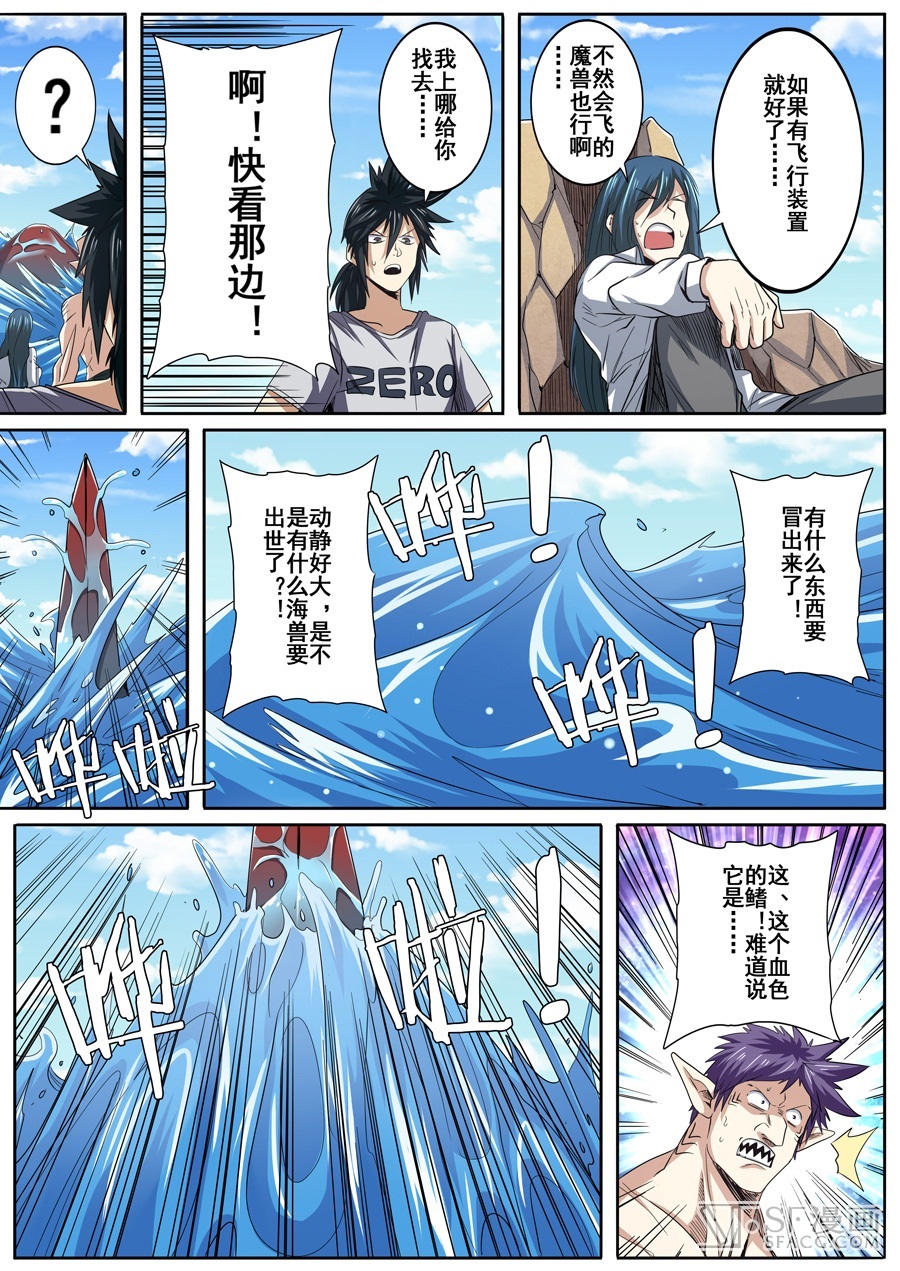 如果有飞行装置
就好了……
不然会飞的
魔兽也行啊
……
我上哪给你
找去……
ZERO
啊！快看那边！
？
有什么东西要
冒出来了！
哗！
哗！
动静好大，是不
是有什么海兽要
出世了？！
哗啦
这、这个血色
的鳍！难道说
它是……
哗啦！
漫画
SFACG.COM